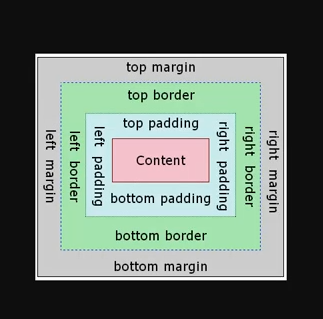 top margin
top border
top padding
left margin
left border
left padding
Content
right padding
right border
right margin
bottom padding
bottom border
bottom margin